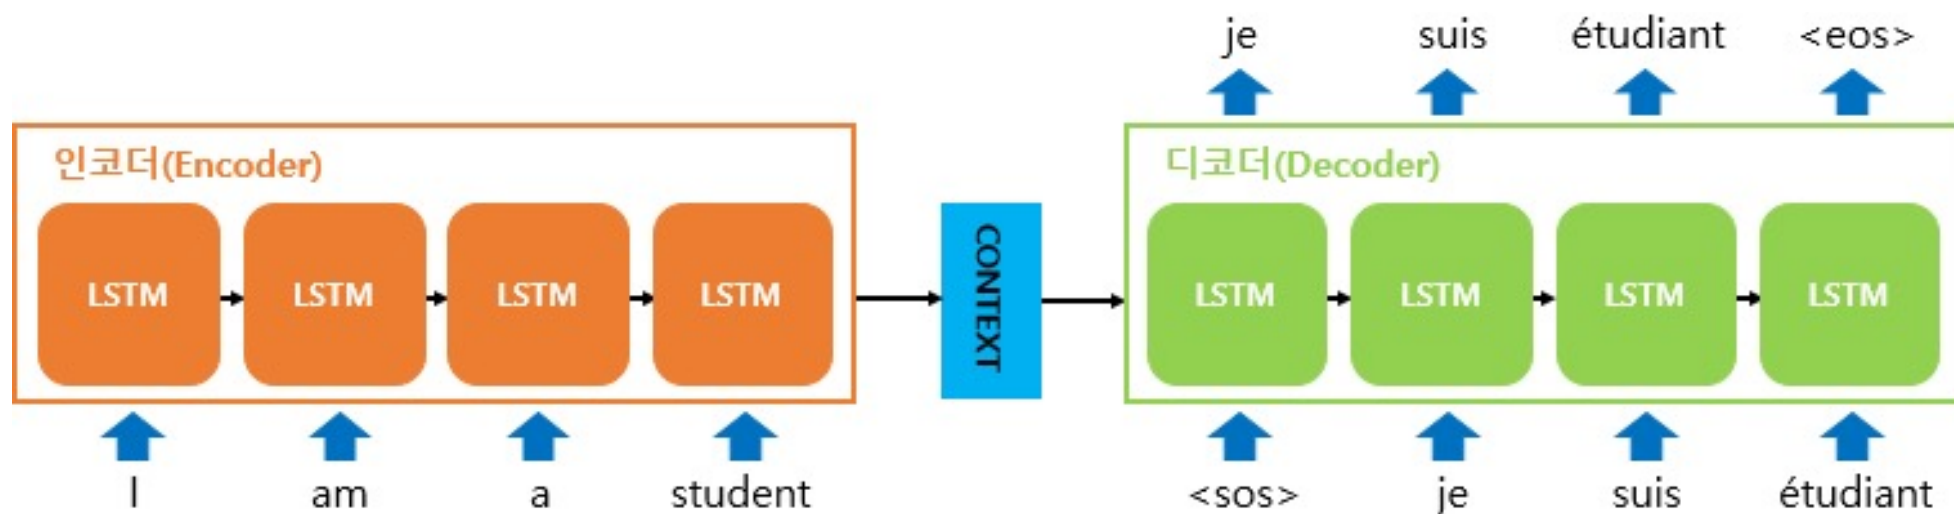 je suis étudiant <eos>
인코더(Encoder)
디코더(Decoder)
LSTM LSTM LSTM LSTM
CONTEXT
LSTM LSTM LSTM LSTM
I am a student
<sos> je suis étudiant